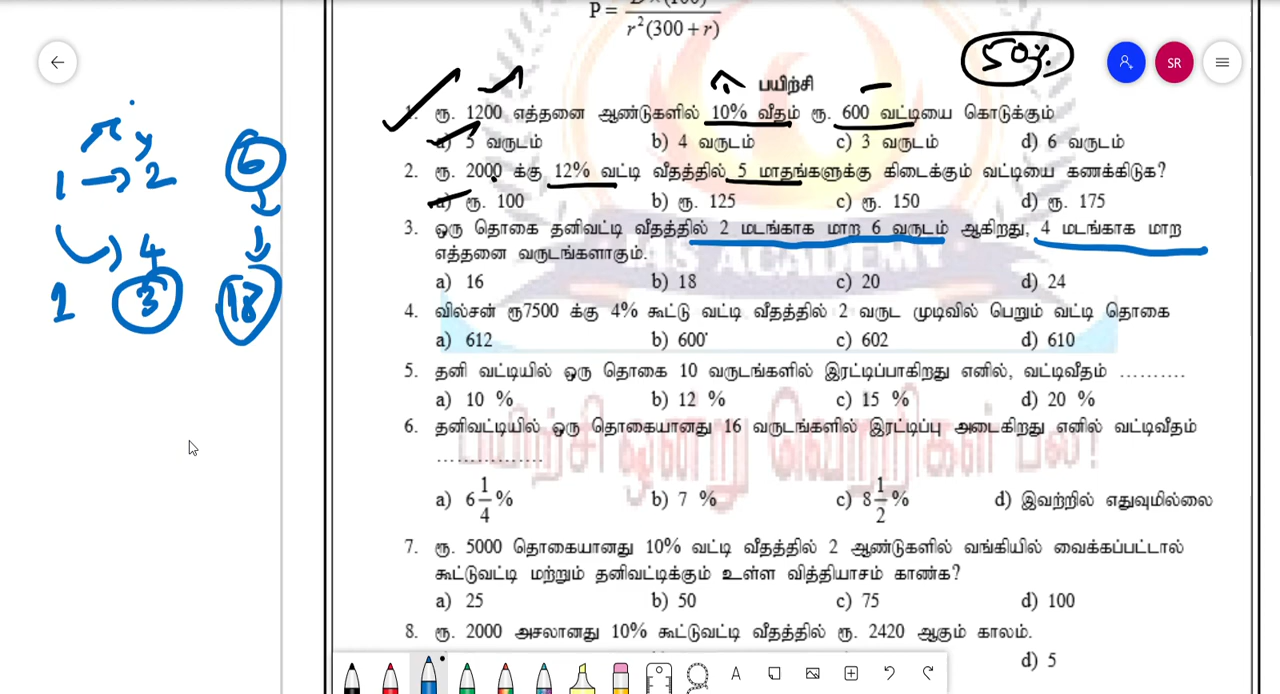 P =
r²(300 + r)
50%
SR
பயிற்சி
1. ரூ. 1200 எத்தனை ஆண்டுகளில் 10% வீதம் ரூ. 600 வட்டியை கொடுக்கும்
a) 5 வருடம் b) 4 வருடம் c) 3 வருடம் d) 6 வருடம்
2. ரூ. 2000 க்கு 12% வட்டி வீதத்தில் 5 மாதங்களுக்கு கிடைக்கும் வட்டியை கணக்கிடுக?
a) ரூ. 100 b) ரூ. 125 c) ரூ. 150 d) ரூ. 175
3. ஒரு தொகை தனிவட்டி வீதத்தில் 2 மடங்காக மாற 6 வருடம் ஆகிறது, 4 மடங்காக மாற
எத்தனை வருடங்களாகும்.
a) 16 b) 18 c) 20 d) 24
4. வில்சன் ரூ7500 க்கு 4% கூட்டு வட்டி வீதத்தில் 2 வருட முடிவில் பெறும் வட்டி தொகை
a) 612 b) 600 c) 602 d) 610
5. தனி வட்டியில் ஒரு தொகை 10 வருடங்களில் இரட்டிப்பாகிறது எனில், வட்டிவீதம் ..........
a) 10 % b) 12 % c) 15 % d) 20 %
6. தனிவட்டியில் ஒரு தொகையானது 16 வருடங்களில் இரட்டிப்பு அடைகிறது எனில் வட்டிவீதம்
................
a) 6 1/4 % b) 7 % c) 8 1/2 % d) இவற்றில் எதுவுமில்லை
7. ரூ. 5000 தொகையானது 10% வட்டி வீதத்தில் 2 ஆண்டுகளில் வங்கியில் வைக்கப்பட்டால்
கூட்டுவட்டி மற்றும் தனிவட்டிக்கும் உள்ள வித்தியாசம் காண்க?
a) 25 b) 50 c) 75 d) 100
8. ரூ. 2000 அசலானது 10% கூட்டுவட்டி வீதத்தில் ரூ. 2420 ஆகும் காலம்.
d) 5
IAS ACADEMY
பயிற்சி ஒன்றே வெற்றிகள் பல!
1 → 2 6
4
1 3 18